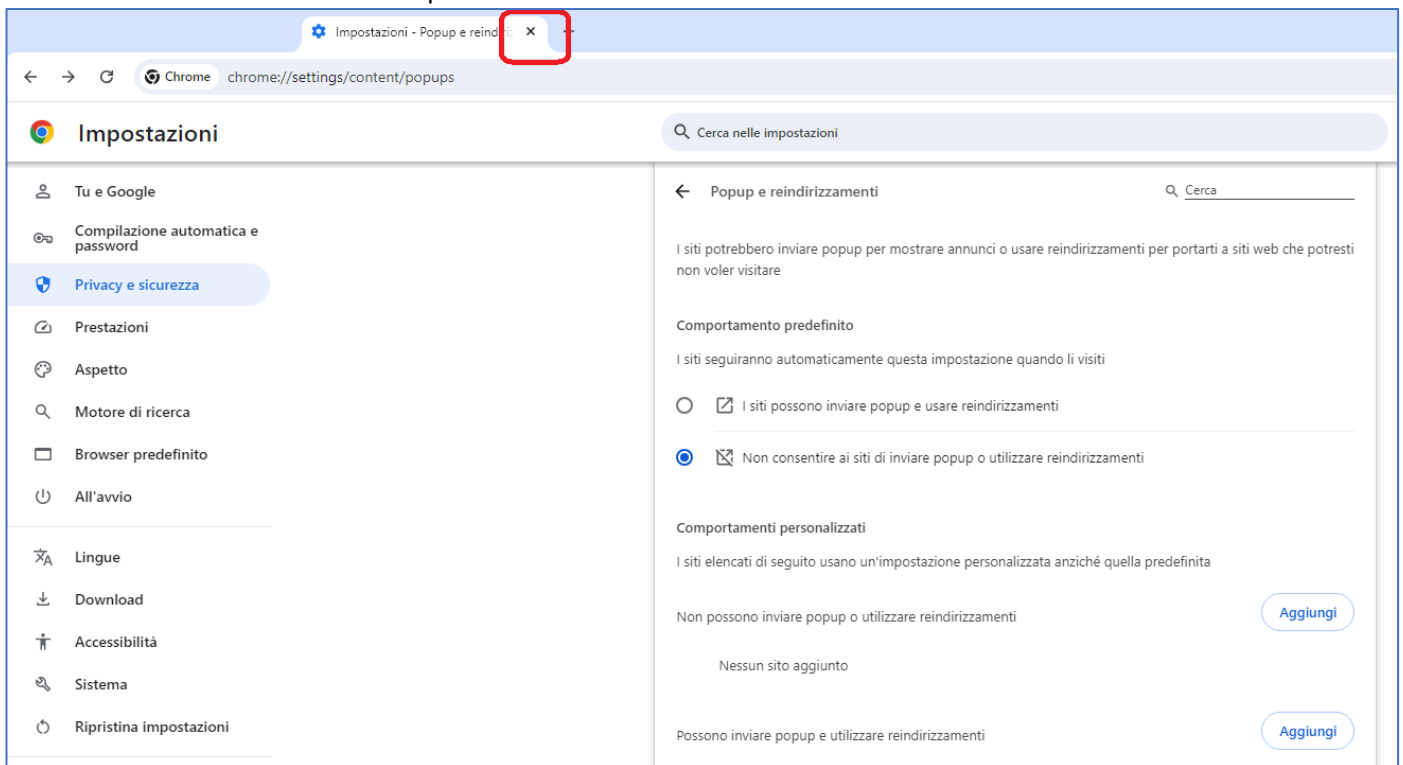 Impostazioni - Popup e reindiriz
Chrome
chrome://settings/content/popups
Impostazioni
Cerca nelle impostazioni
Tu e Google
Compilazione automatica e
password
Privacy e sicurezza
Prestazioni
Aspetto
Motore di ricerca
Browser predefinito
All'avvio
Lingue
Download
Accessibilità
Sistema
Ripristina impostazioni
Popup e reindirizzamenti
Cerca
I siti potrebbero inviare popup per mostrare annunci o usare reindirizzamenti per portarti a siti web che potresti
non voler visitare
Comportamento predefinito
I siti seguiranno automaticamente questa impostazione quando li visiti
I siti possono inviare popup e usare reindirizzamenti
Non consentire ai siti di inviare popup o utilizzare reindirizzamenti
Comportamenti personalizzati
I siti elencati di seguito usano un'impostazione personalizzata anziché quella predefinita
Non possono inviare popup o utilizzare reindirizzamenti
Aggiungi
Nessun sito aggiunto
Possono inviare popup e utilizzare reindirizzamenti
Aggiungi